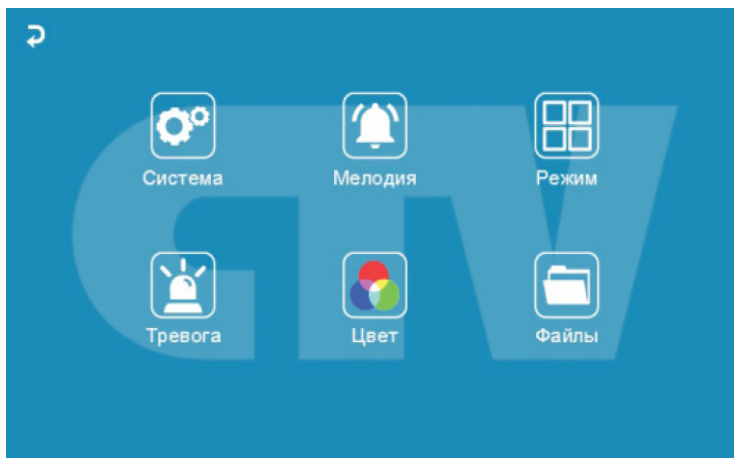 Система
Мелодия
Режим
Тревога
Цвет
Файлы
CTV